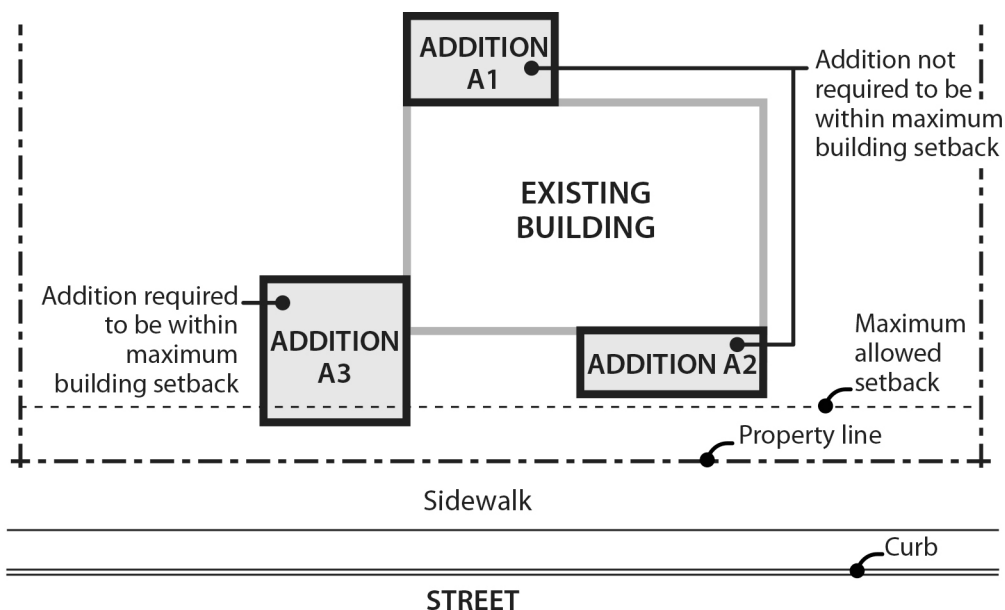 ADDITION
A1
Addition not
required to be
within maximum
building setback
EXISTING
BUILDING
Addition required
to be within
maximum
building setback
ADDITION
A3
ADDITION A2
Maximum
allowed
setback
Property line
Sidewalk
Curb
STREET